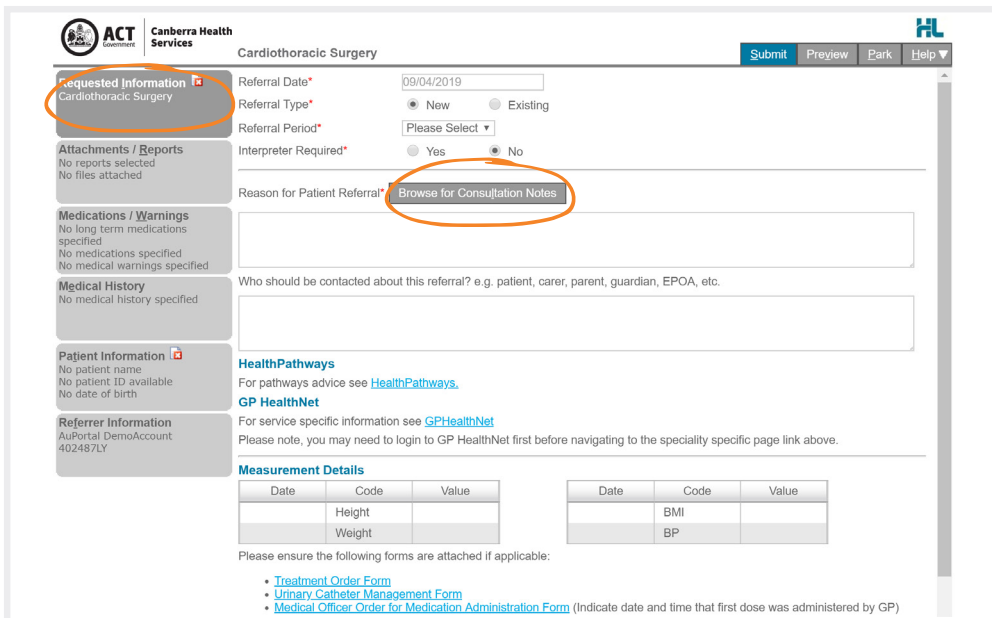 ACT
Government
Canberra Health
Services
HL
Cardiothoracic Surgery
Submit
Preview
Park
Help ▼
Requested Information
Cardiothoracic Surgery
Attachments / Reports
No reports selected
No files attached
Medications / Warnings
No long term medications
specified
No medications specified
No medical warnings specified
Medical History
No medical history specified
Patient Information
No patient name
No patient ID available
No date of birth
Referrer Information
AuPortal DemoAccount
402487LY
Referral Date* 09/04/2019
Referral Type* New Existing
Referral Period* Please Select ▼
Interpreter Required* Yes No
Reason for Patient Referral* Browse for Consultation Notes
Who should be contacted about this referral? e.g. patient, carer, parent, guardian, EPOA, etc.
HealthPathways
For pathways advice see HealthPathways.
GP HealthNet
For service specific information see GPHealthNet
Please note, you may need to login to GP HealthNet first before navigating to the speciality specific page link above.
Measurement Details
Date Code Value Date Code Value
Height BMI
Weight BP
Please ensure the following forms are attached if applicable:
• Treatment Order Form
• Urinary Catheter Management Form
• Medical Officer Order for Medication Administration Form (Indicate date and time that first dose was administered by GP)